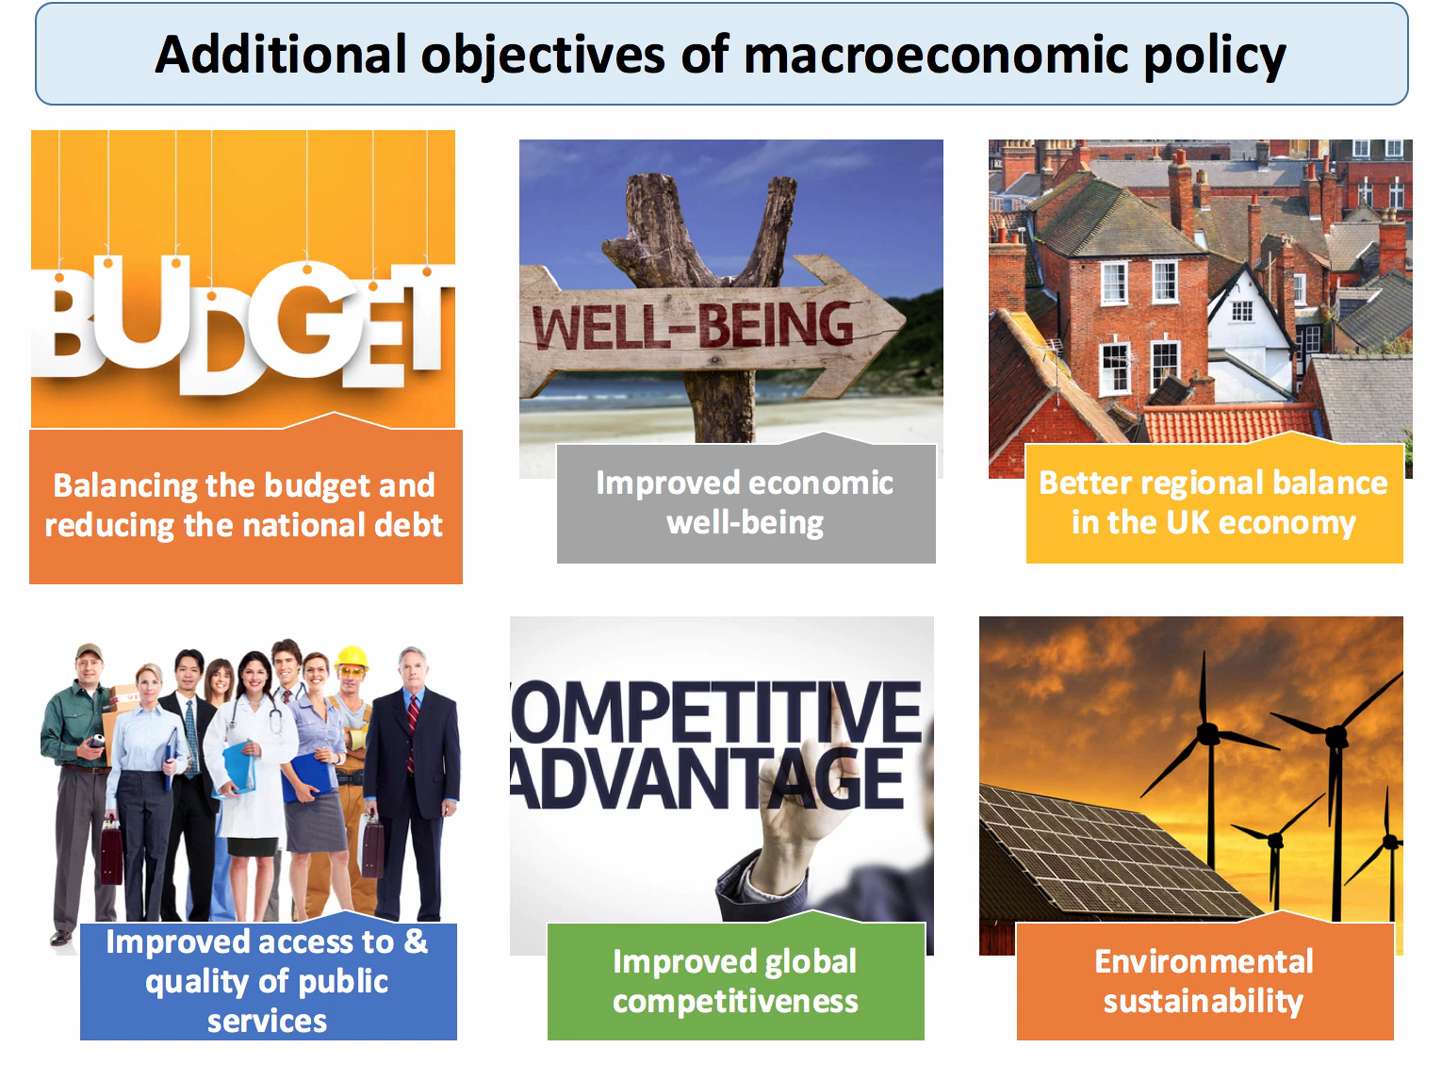 Additional objectives of macroeconomic policy
BUDGET
Balancing the budget and
reducing the national debt
WELL-BEING
Improved economic
well-being
Better regional balance
in the UK economy
Improved access to &
quality of public
services
COMPETITIVE
ADVANTAGE
Improved global
competitiveness
Environmental
sustainability